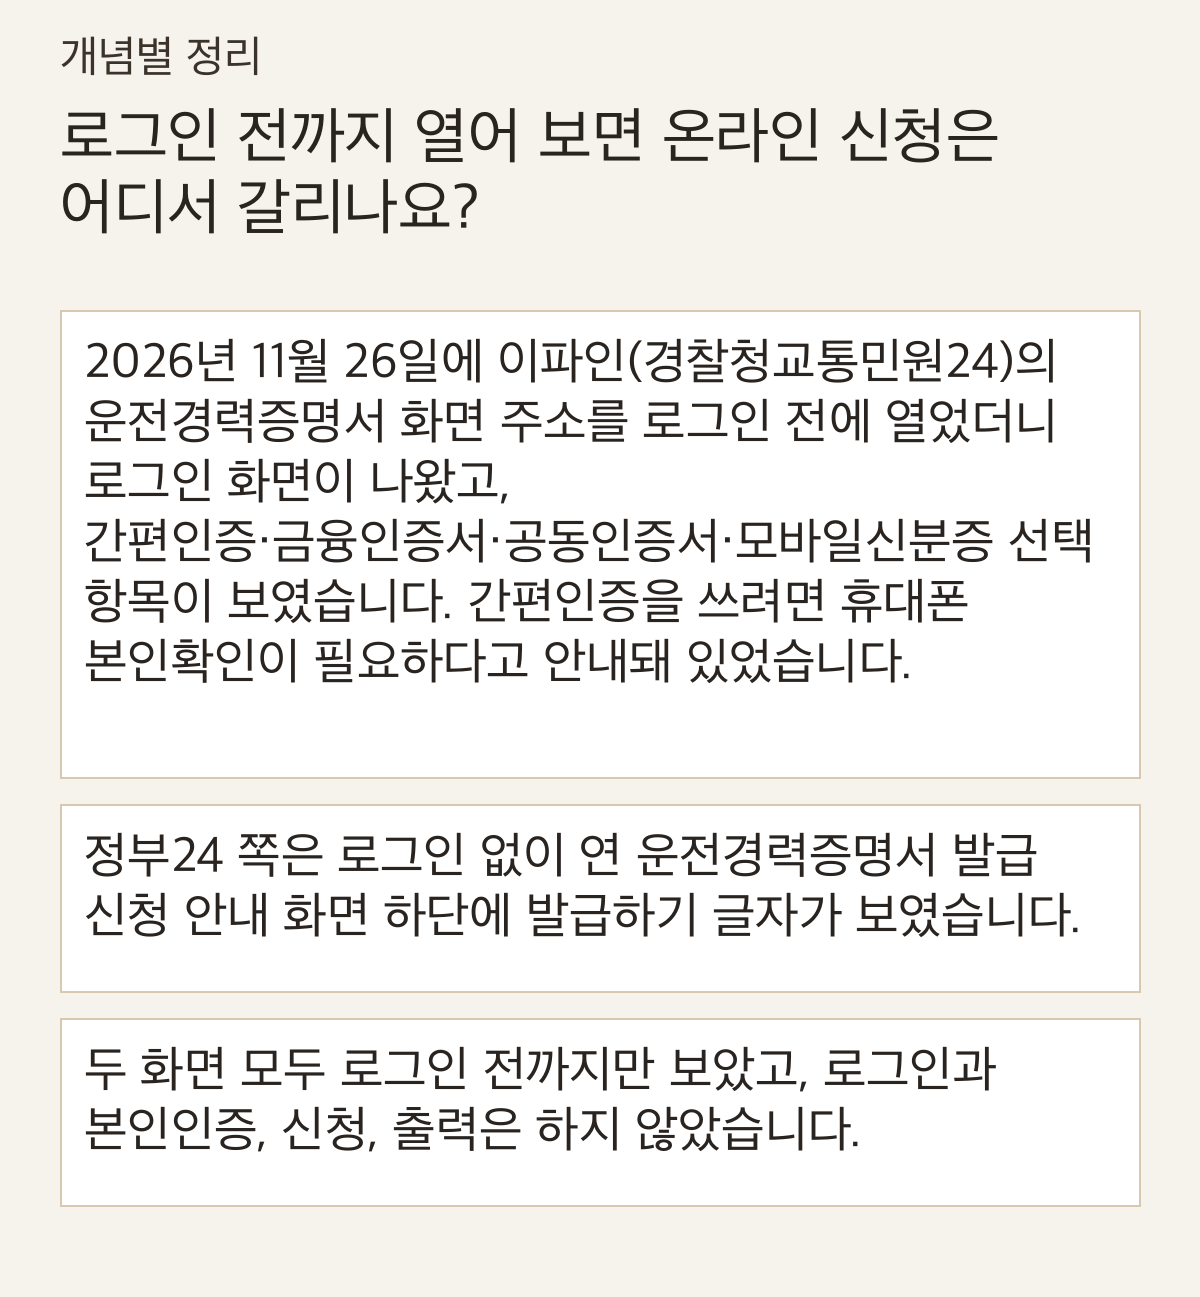 개념별 정리
로그인 전까지 열어 보면 온라인 신청은
어디서 갈리나요?
2026년 11월 26일에 이파인(경찰청교통민원24)의
운전경력증명서 화면 주소를 로그인 전에 열었더니
로그인 화면이 나왔고,
간편인증·금융인증서·공동인증서·모바일신분증 선택
항목이 보였습니다. 간편인증을 쓰려면 휴대폰
본인확인이 필요하다고 안내돼 있었습니다.
정부24 쪽은 로그인 없이 연 운전경력증명서 발급
신청 안내 화면 하단에 발급하기 글자가 보였습니다.
두 화면 모두 로그인 전까지만 보았고, 로그인과
본인인증, 신청, 출력은 하지 않았습니다.